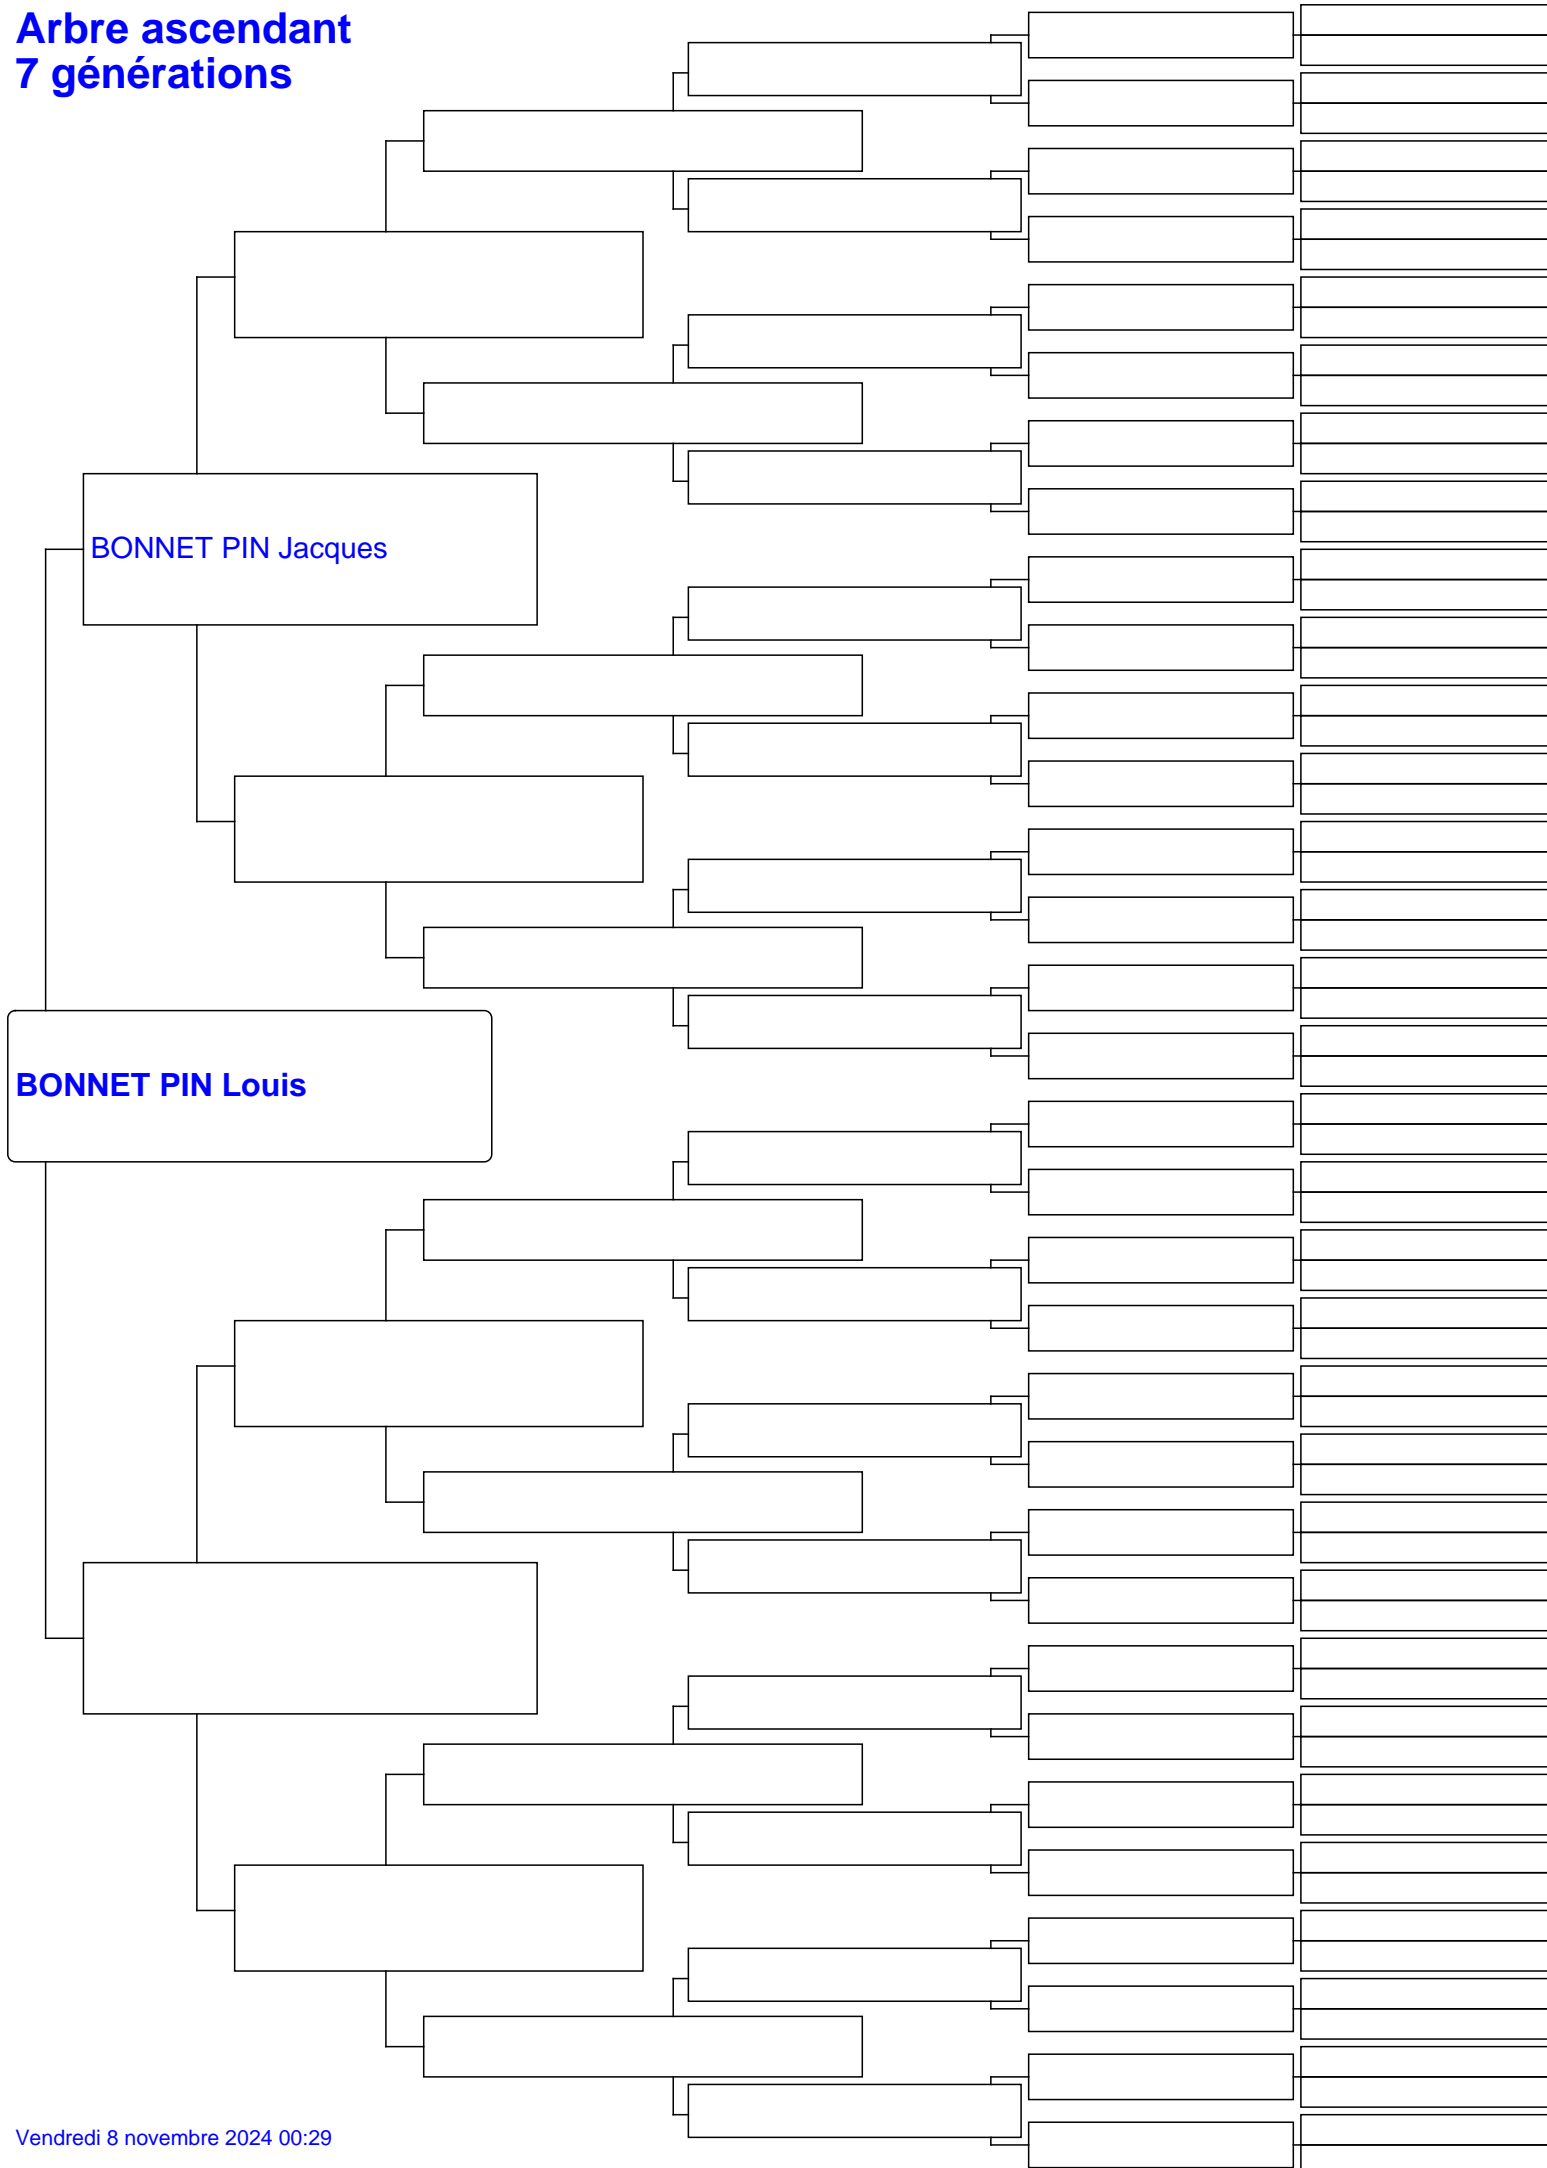 Arbre ascendant
7 générations
BONNET PIN Jacques
BONNET PIN Louis
Vendredi 8 novembre 2024 00:29